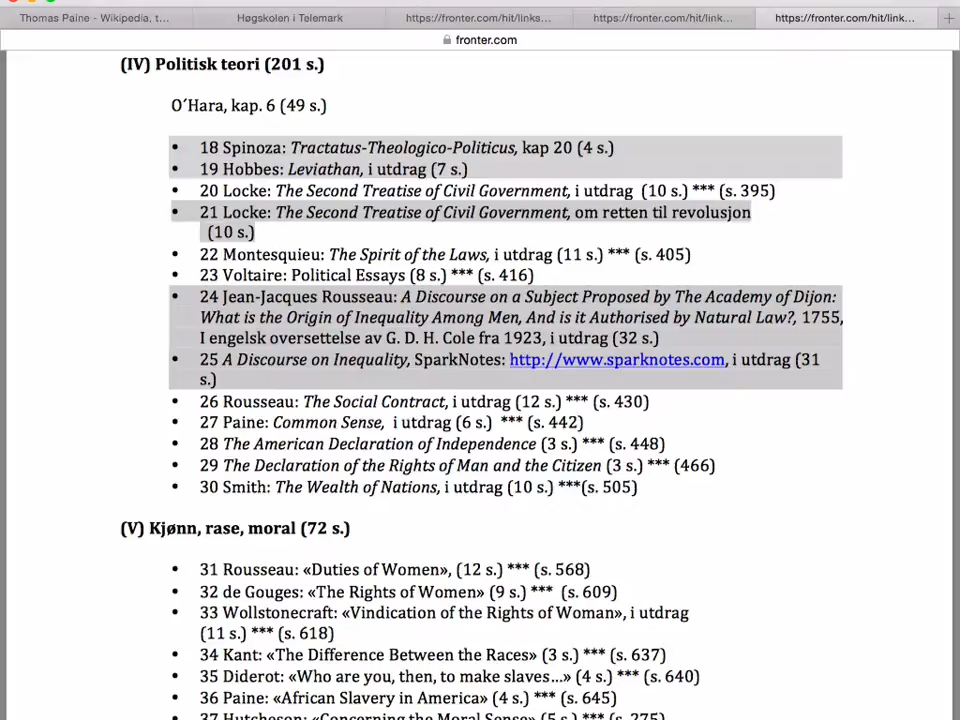 Thomas Paine - Wikipedia, t...
Høgskolen i Telemark
https://fronter.com/hit/links...
https://fronter.com/hit/link...
https://fronter.com/hit/link...
fronter.com
(IV) Politisk teori (201 s.)
O´Hara, kap. 6 (49 s.)
• 18 Spinoza: Tractatus-Theologico-Politicus, kap 20 (4 s.)
• 19 Hobbes: Leviathan, i utdrag (7 s.)
• 20 Locke: The Second Treatise of Civil Government, i utdrag (10 s.) *** (s. 395)
• 21 Locke: The Second Treatise of Civil Government, om retten til revolusjon
(10 s.)
• 22 Montesquieu: The Spirit of the Laws, i utdrag (11 s.) *** (s. 405)
• 23 Voltaire: Political Essays (8 s.) *** (s. 416)
• 24 Jean-Jacques Rousseau: A Discourse on a Subject Proposed by The Academy of Dijon:
What is the Origin of Inequality Among Men, And is it Authorised by Natural Law?, 1755,
I engelsk oversettelse av G. D. H. Cole fra 1923, i utdrag (32 s.)
• 25 A Discourse on Inequality, SparkNotes: http://www.sparknotes.com, i utdrag (31
s.)
• 26 Rousseau: The Social Contract, i utdrag (12 s.) *** (s. 430)
• 27 Paine: Common Sense, i utdrag (6 s.) *** (s. 442)
• 28 The American Declaration of Independence (3 s.) *** (s. 448)
• 29 The Declaration of the Rights of Man and the Citizen (3 s.) *** (466)
• 30 Smith: The Wealth of Nations, i utdrag (10 s.) ***(s. 505)
(V) Kjønn, rase, moral (72 s.)
• 31 Rousseau: «Duties of Women», (12 s.) *** (s. 568)
• 32 de Gouges: «The Rights of Women» (9 s.) *** (s. 609)
• 33 Wollstonecraft: «Vindication of the Rights of Woman», i utdrag
(11 s.) *** (s. 618)
• 34 Kant: «The Difference Between the Races» (3 s.) *** (s. 637)
• 35 Diderot: «Who are you, then, to make slaves...» (4 s.) *** (s. 640)
• 36 Paine: «African Slavery in America» (4 s.) *** (s. 645)
37 Hutcheson: «Concerning the Moral Sense» (5 s.) *** (s. 275)